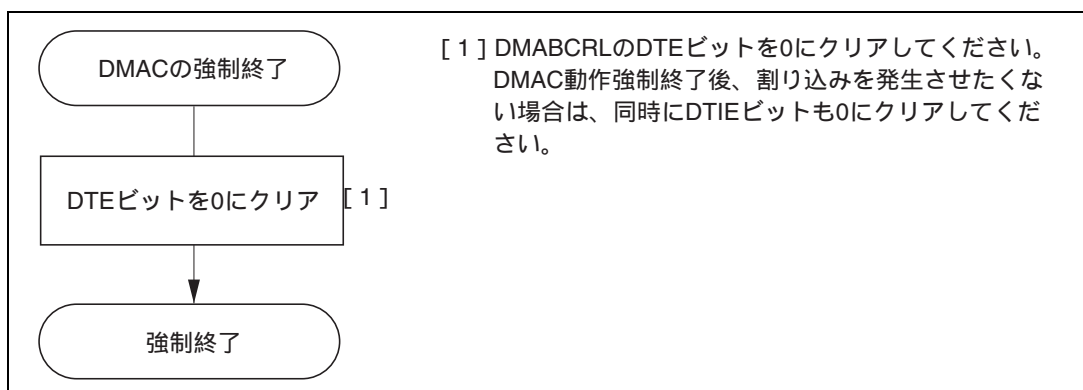 DMACの強制終了
DTEビットを0にクリア
[ 1 ]
強制終了
[ 1 ] DMABCRLのDTEビットを0にクリアしてください。
DMAC動作強制終了後、割り込みを発生させたくな
い場合は、同時にDTIEビットも0にクリアしてくだ
さい。